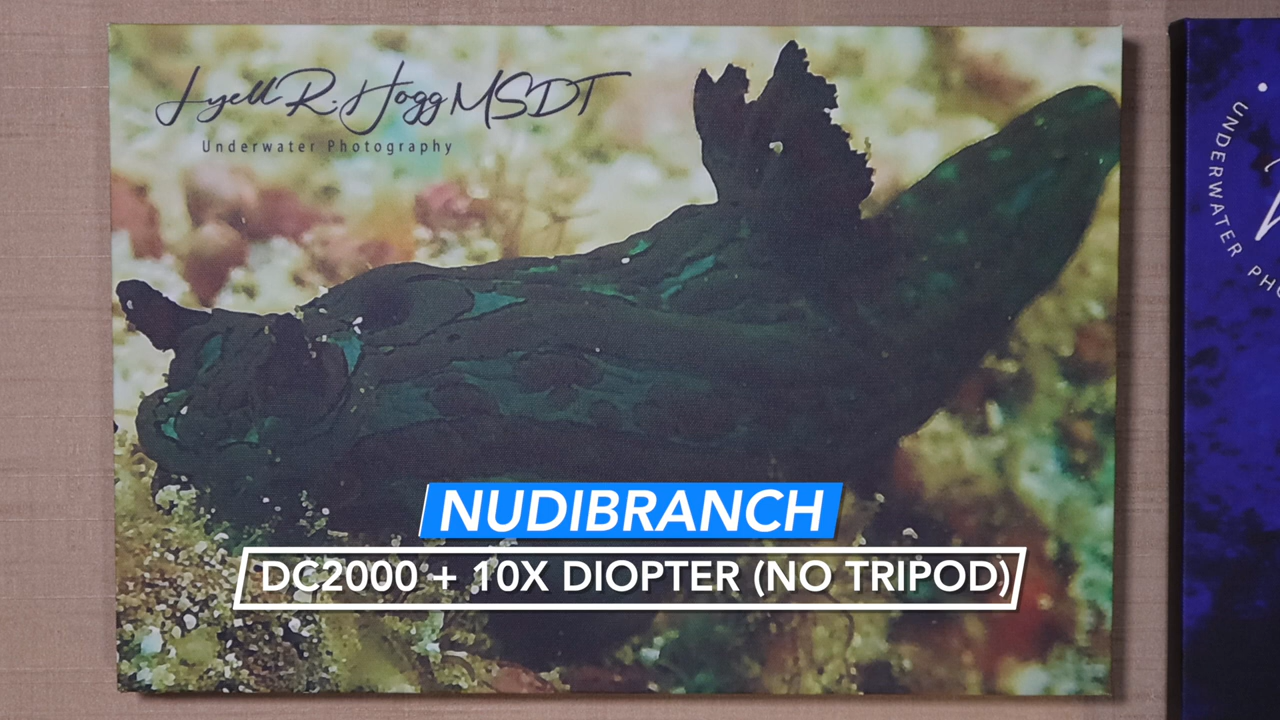 Lyell R. Hogg MSDT
Underwater Photography
NUDIBRANCH
DC2000 + 10X DIOPTER (NO TRIPOD)
UNDERWATER